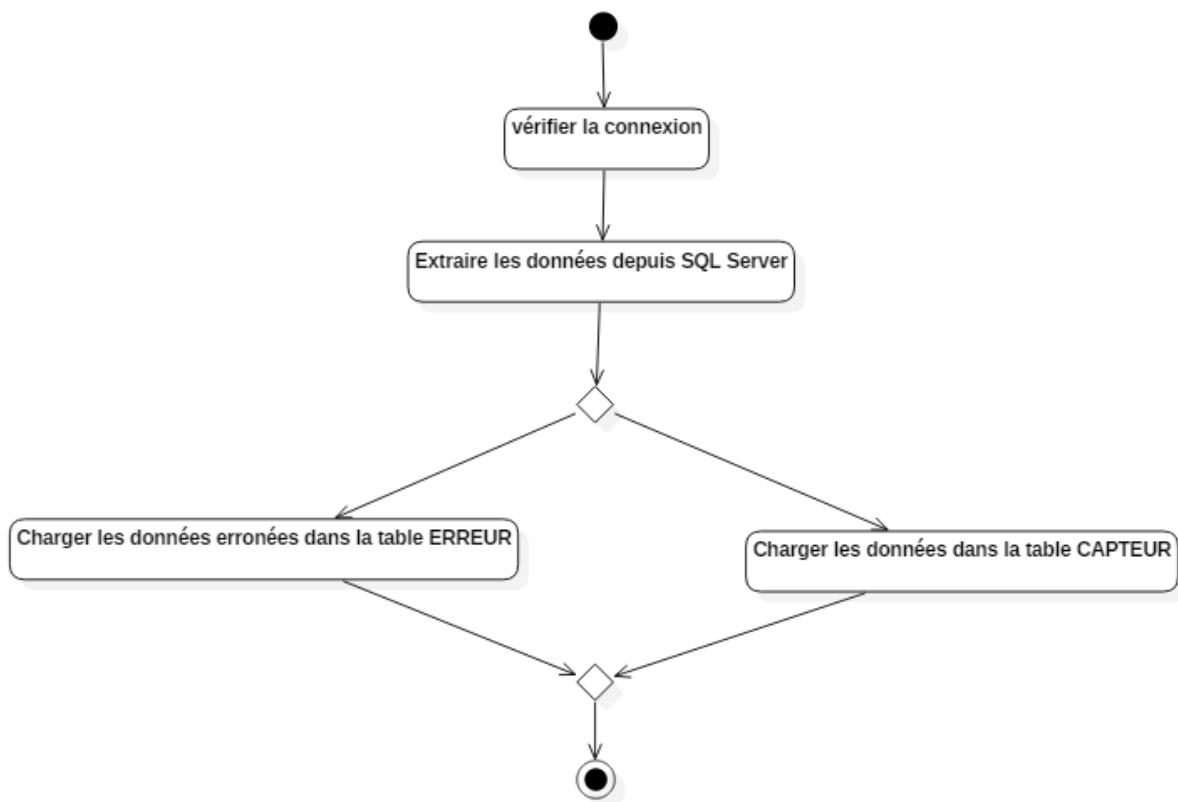 vérifier la connexion
Extraire les données depuis SQL Server
Charger les données erronées dans la table ERREUR
Charger les données dans la table CAPTEUR